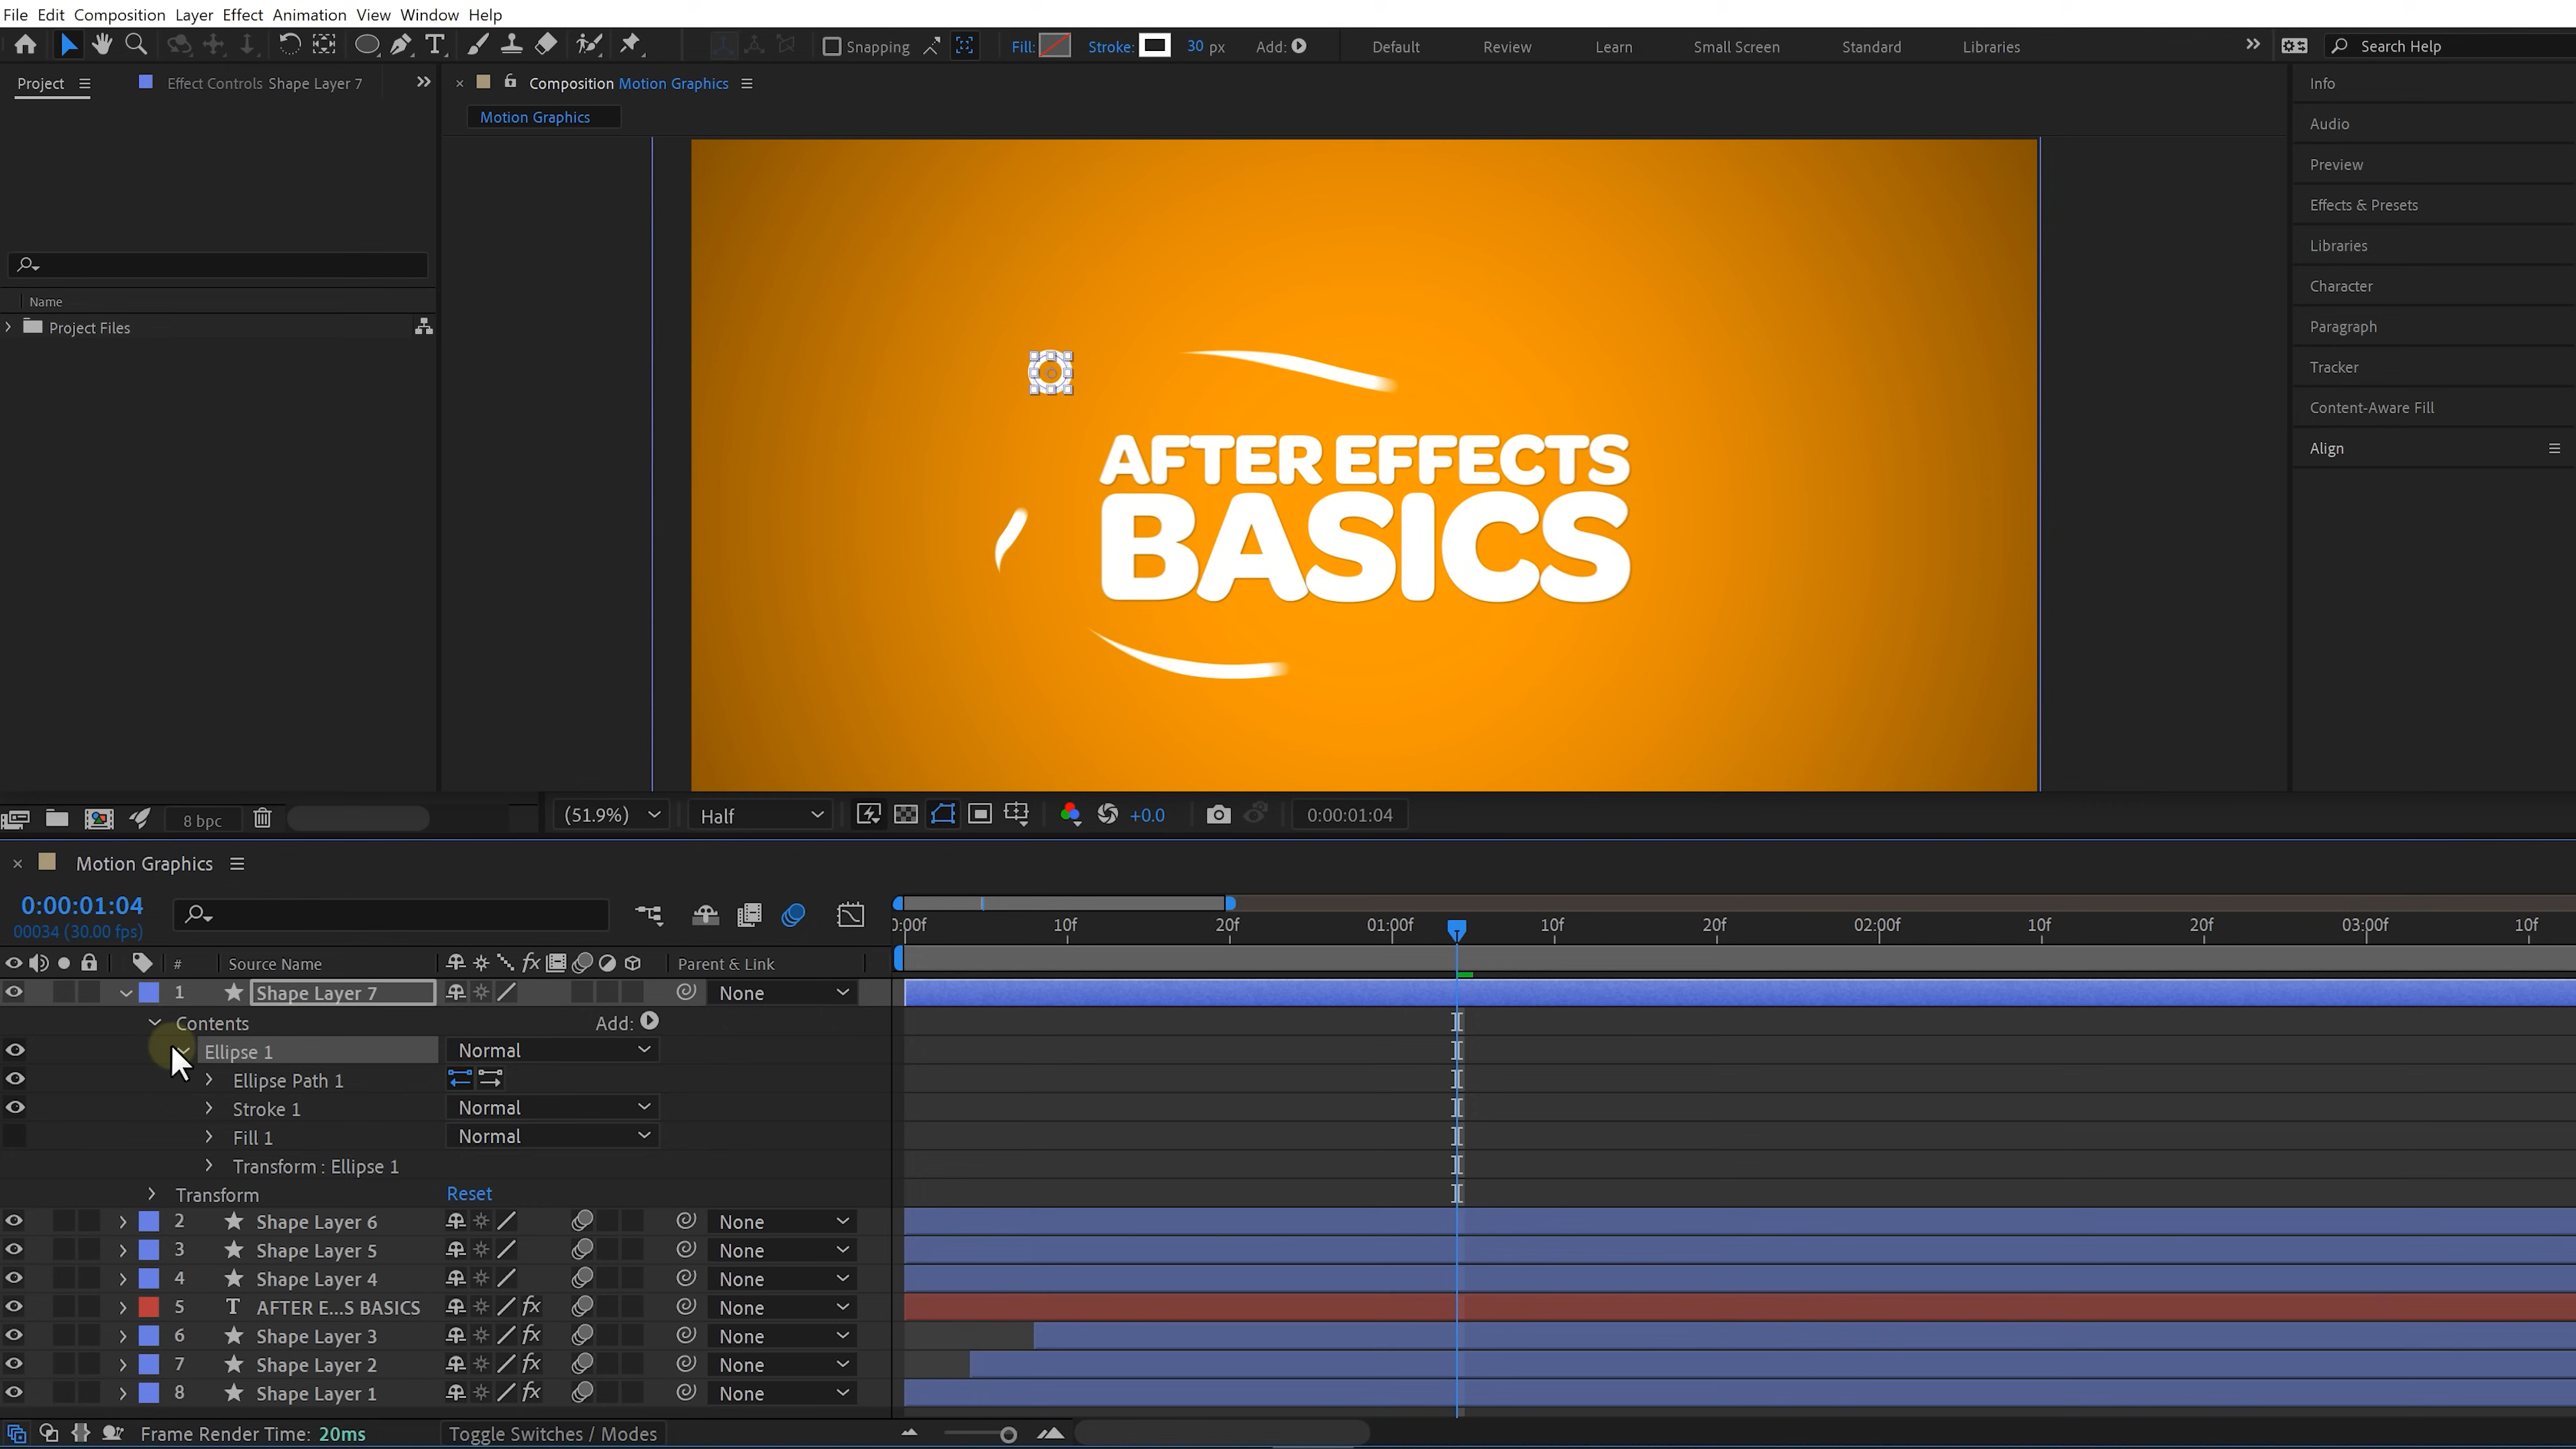 File Edit Composition Layer Effect Animation View Window Help
Snapping Fill: Stroke: 30 px Add: Default Review Learn Small Screen Standard Libraries Search Help
Project Effect Controls Shape Layer 7 Composition Motion Graphics Info
Motion Graphics
Audio
Preview
Effects & Presets
Libraries
Character
Paragraph
Tracker
Content-Aware Fill
Align
Name
Project Files
AFTER EFFECTS
BASICS
8 bpc (51.9%) Half +0.0 0:00:01:04
Motion Graphics
0:00:01:04
00034 (30.00 fps)
0:00f 10f 20f 01:00f 10f 20f 02:00f 10f 20f 03:00f 10f
# Source Name fx Parent & Link
1 Shape Layer 7 None
Contents Add:
Ellipse 1 Normal
Ellipse Path 1
Stroke 1 Normal
Fill 1 Normal
Transform : Ellipse 1
Transform Reset
2 Shape Layer 6 None
3 Shape Layer 5 None
4 Shape Layer 4 None
5 T AFTER E...S BASICS fx None
6 Shape Layer 3 fx None
7 Shape Layer 2 fx None
8 Shape Layer 1 fx None
Frame Render Time: 20ms Toggle Switches / Modes